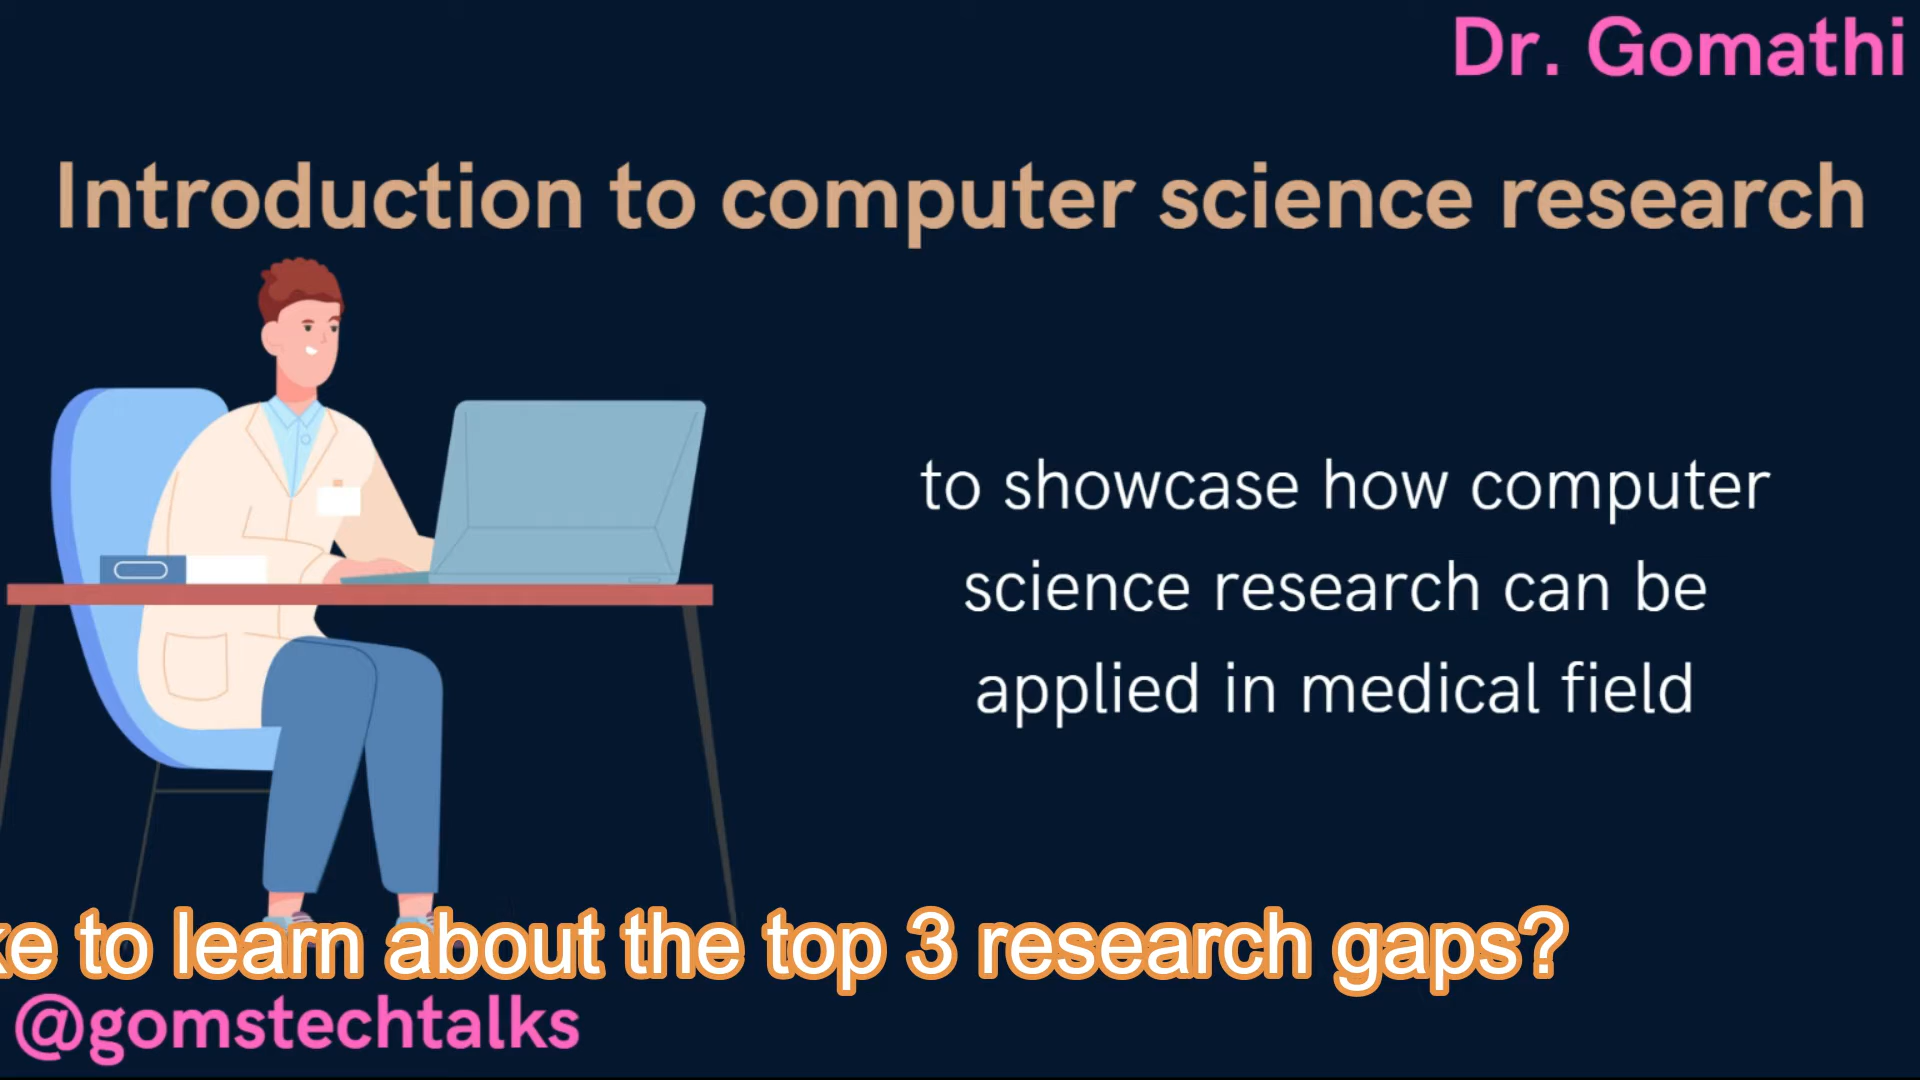 Dr. Gomathi
Introduction to computer science research
to showcase how computer
science research can be
applied in medical field
to learn about the top 3 research gaps?
@gomstechtalks